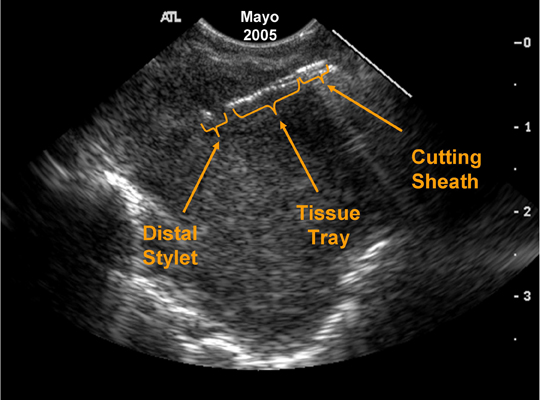 ATL
Mayo
2005
0
1
Cutting
Sheath
Tissue
Tray
2
Distal
Stylet
3